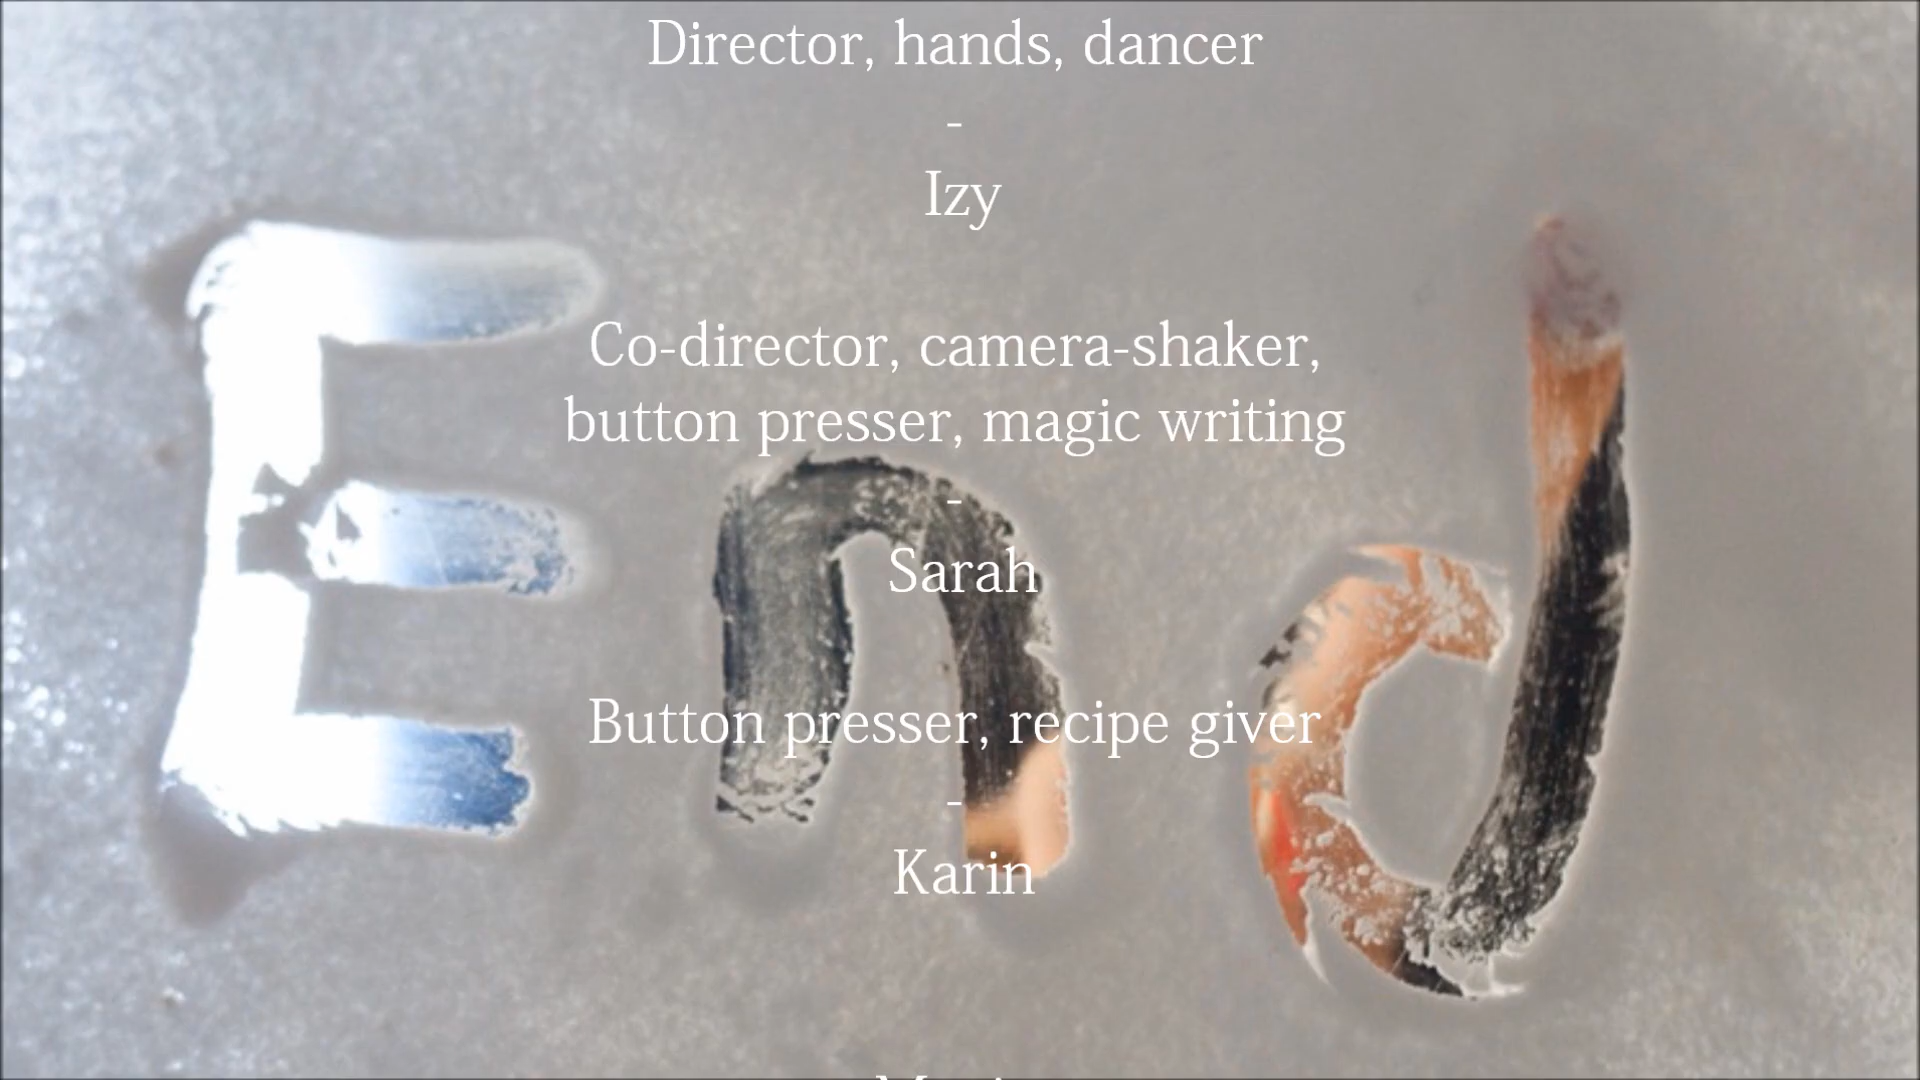 Director, hands, dancer
-
Izy
Co-director, camera-shaker,
button presser, magic writing
-
Sarah
Button presser, recipe giver
-
Karin
End